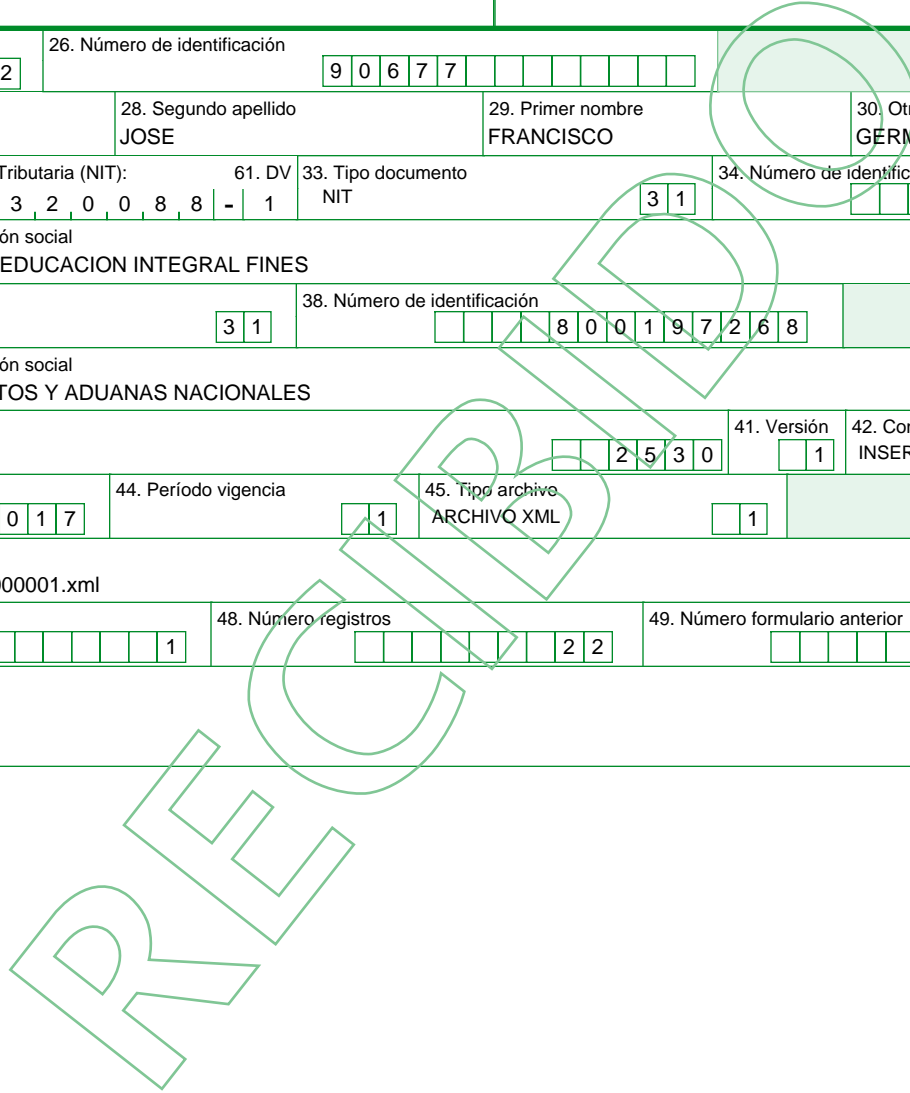 26. Número de identificación
2 9 0 6 7 7
28. Segundo apellido 29. Primer nombre 30. Otr
JOSE FRANCISCO GERM
Tributaria (NIT): 61. DV 33. Tipo documento 34. Número de identific
3 2 0 0 8 8 - 1 NIT 3 1
ón social
EDUCACION INTEGRAL FINES
38. Número de identificación
3 1 8 0 0 1 9 7 2 6 8
ón social
TOS Y ADUANAS NACIONALES
41. Versión 42. Con
2 5 3 0 1 INSER
44. Período vigencia 45. Tipo archivo
0 1 7 1 ARCHIVO XML 1
000001.xml
48. Número registros 49. Número formulario anterior
1 2 2
RECIBIDO